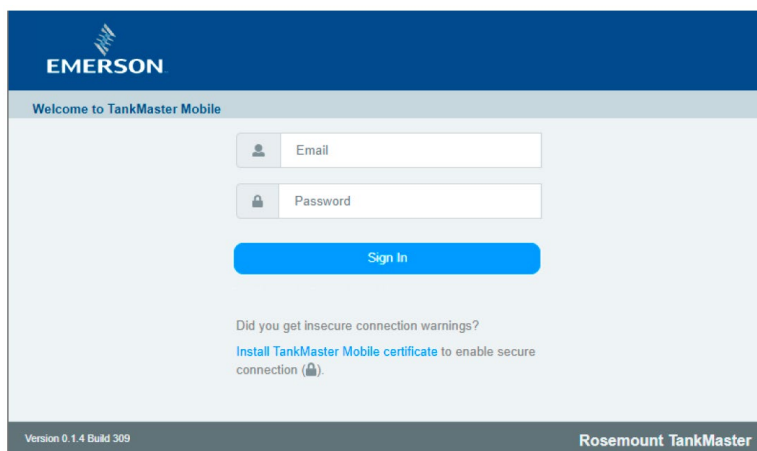 EMERSON
Welcome to TankMaster Mobile
Email
Password
Sign In
Did you get insecure connection warnings?
Install TankMaster Mobile certificate to enable secure
connection (🔒).
Version 0.1.4 Build 309
Rosemount TankMaster